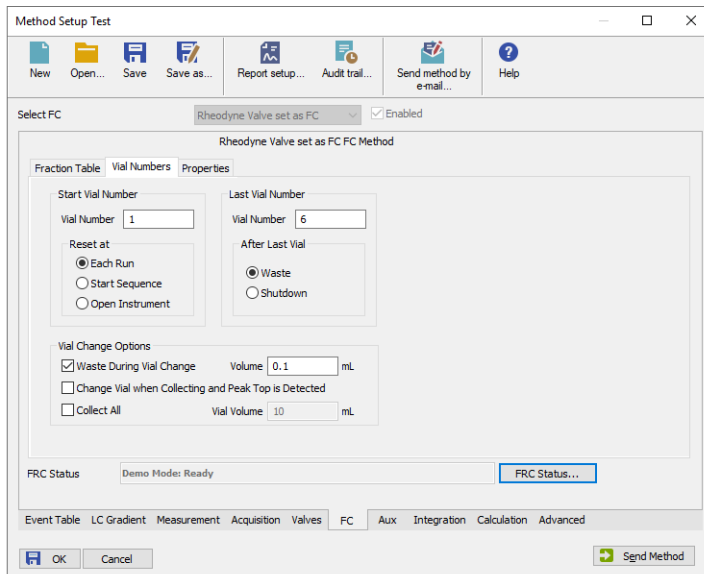 Method Setup Test
New Open... Save Save as... Report setup... Audit trail... Send method by e-mail... Help
Select FC Rheodyne Valve set as FC Enabled
Rheodyne Valve set as FC FC Method
Fraction Table Vial Numbers Properties
Start Vial Number
Vial Number 1
Reset at
Each Run
Start Sequence
Open Instrument
Last Vial Number
Vial Number 6
After Last Vial
Waste
Shutdown
Vial Change Options
Waste During Vial Change Volume 0.1 mL
Change Vial when Collecting and Peak Top is Detected
Collect All Vial Volume 10 mL
FRC Status Demo Mode: Ready FRC Status...
Event Table LC Gradient Measurement Acquisition Valves FC Aux Integration Calculation Advanced
OK Cancel Send Method